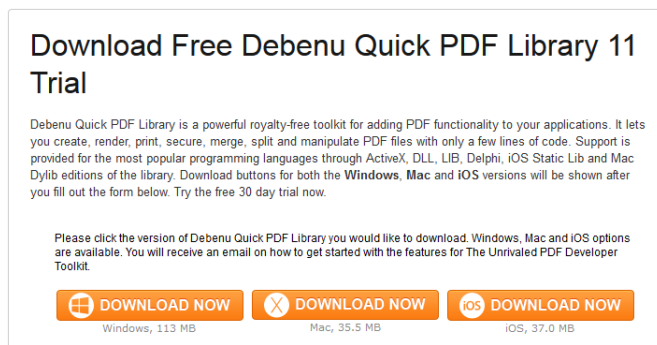 Download Free Debenu Quick PDF Library 11
Trial
Debenu Quick PDF Library is a powerful royalty-free toolkit for adding PDF functionality to your applications. It lets
you create, render, print, secure, merge, split and manipulate PDF files with only a few lines of code. Support is
provided for the most popular programming languages through ActiveX, DLL, LIB, Delphi, iOS Static Lib and Mac
Dylib editions of the library. Download buttons for both the Windows, Mac and iOS versions will be shown after
you fill out the form below. Try the free 30 day trial now.
Please click the version of Debenu Quick PDF Library you would like to download. Windows, Mac and iOS options
are available. You will receive an email on how to get started with the features for The Unrivaled PDF Developer
Toolkit.
DOWNLOAD NOW X DOWNLOAD NOW iOS DOWNLOAD NOW
Windows, 113 MB Mac, 35.5 MB iOS, 37.0 MB